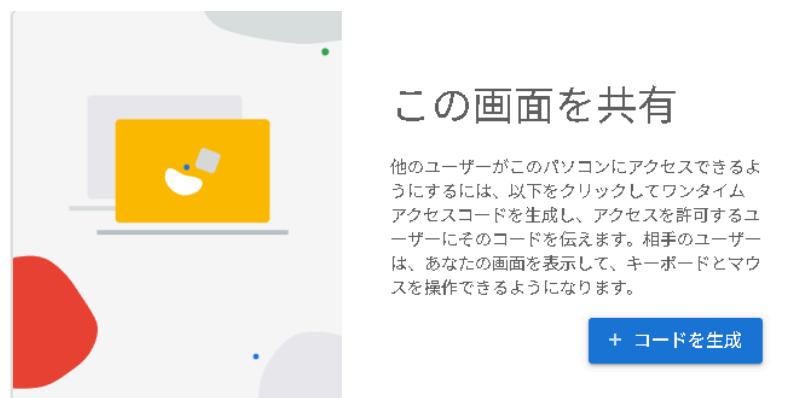 この画面を共有
他のユーザーがこのパソコンにアクセスできるよ
うにするには、以下をクリックしてワンタイム
アクセスコードを生成し、アクセスを許可するユ
ーザーにそのコードを伝えます。相手のユーザー
は、あなたの画面を表示して、キーボードとマウ
スを操作できるようになります。
+ コードを生成